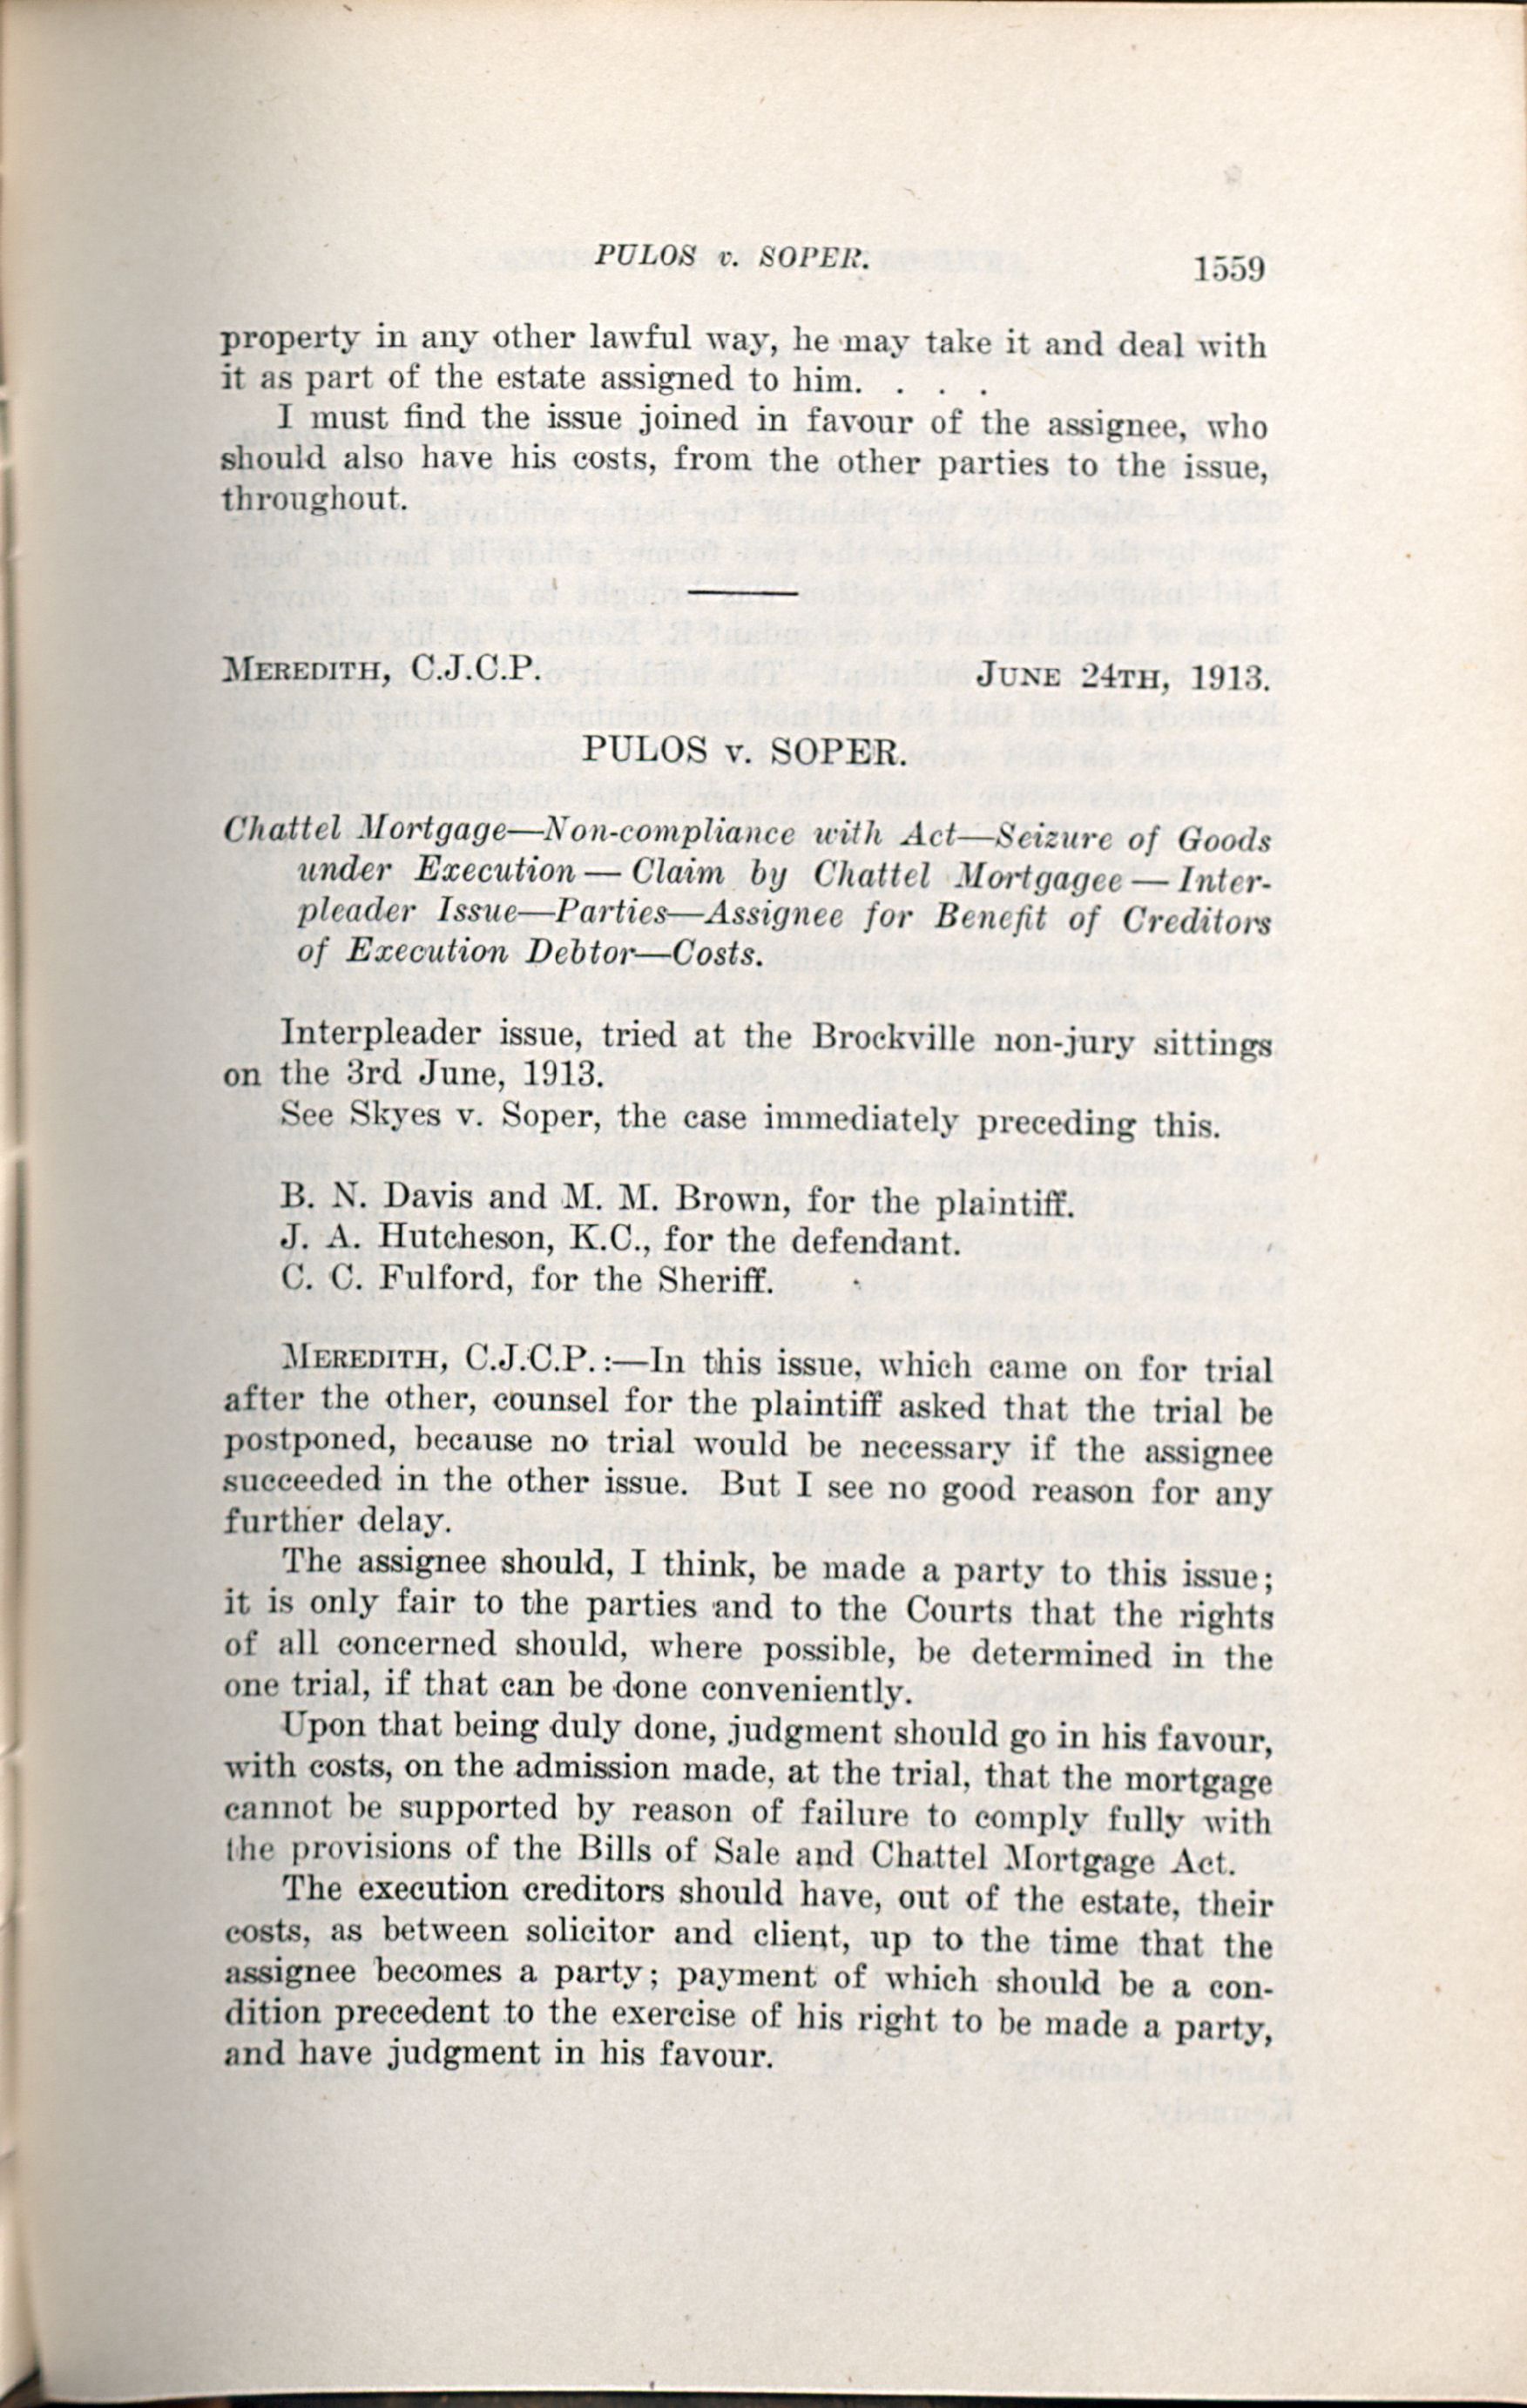 PULOS v. SOPER.
1559
property in any other lawful way, he may take it and deal with
it as part of the estate assigned to him. . . .
I must find the issue joined in favour of the assignee, who
should also have his costs, from the other parties to the issue,
throughout.
MEREDITH, C.J.C.P.
JUNE 24TH, 1913.
PULOS v. SOPER.
Chattel Mortgage—Non-compliance with Act—Seizure of Goods
under Execution — Claim by Chattel Mortgagee — Inter-
pleader Issue—Parties—Assignee for Benefit of Creditors
of Execution Debtor—Costs.
Interpleader issue, tried at the Brockville non-jury sittings
on the 3rd June, 1913.
See Skyes v. Soper, the case immediately preceding this.
B. N. Davis and M. M. Brown, for the plaintiff.
J. A. Hutcheson, K.C., for the defendant.
C. C. Fulford, for the Sheriff.
MEREDITH, C.J.C.P.:—In this issue, which came on for trial
after the other, counsel for the plaintiff asked that the trial be
postponed, because no trial would be necessary if the assignee
succeeded in the other issue. But I see no good reason for any
further delay.
The assignee should, I think, be made a party to this issue;
it is only fair to the parties and to the Courts that the rights
of all concerned should, where possible, be determined in the
one trial, if that can be done conveniently.
Upon that being duly done, judgment should go in his favour,
with costs, on the admission made, at the trial, that the mortgage
cannot be supported by reason of failure to comply fully with
the provisions of the Bills of Sale and Chattel Mortgage Act.
The execution creditors should have, out of the estate, their
costs, as between solicitor and client, up to the time that the
assignee becomes a party; payment of which should be a con-
dition precedent to the exercise of his right to be made a party,
and have judgment in his favour.